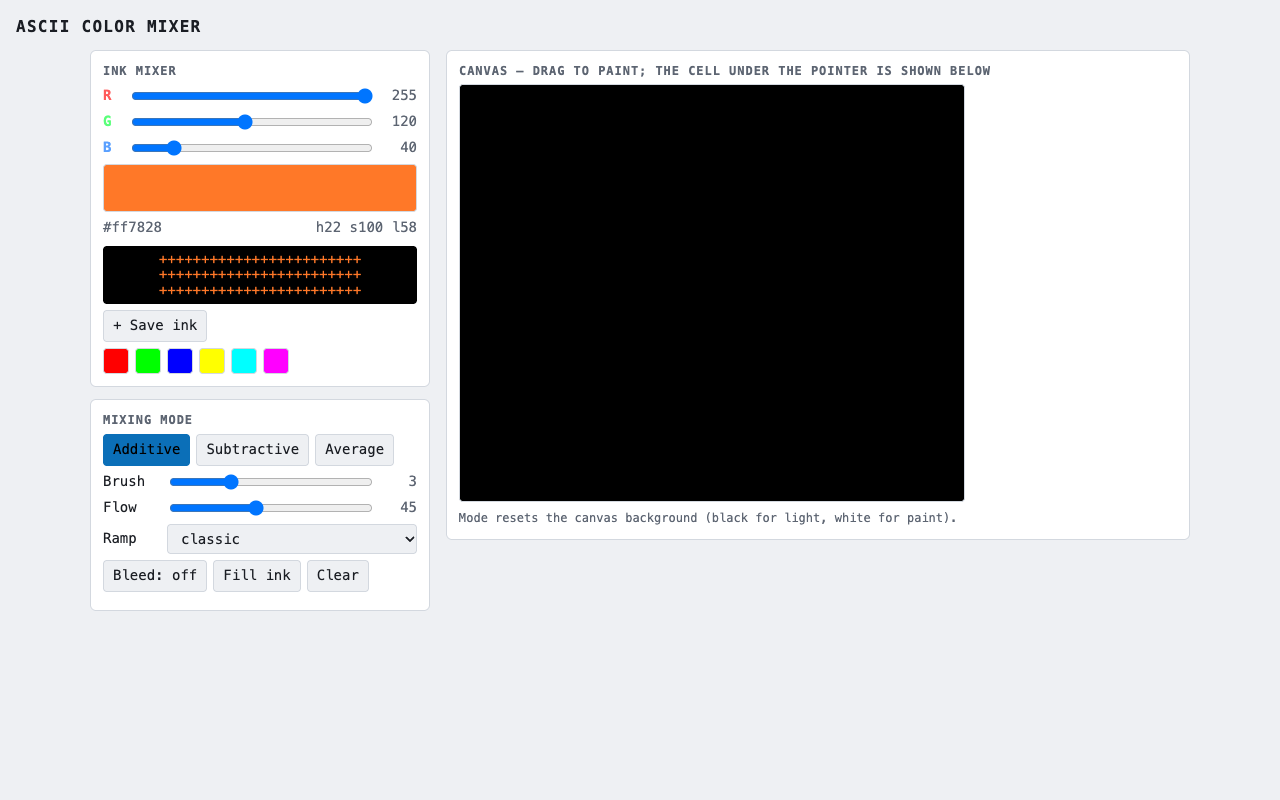 ASCII COLOR MIXER
INK MIXER
R 255
G 120
B 40
#ff7828 h22 s100 l58
++++++++++++++++++++++++
++++++++++++++++++++++++
++++++++++++++++++++++++
+ Save ink
MIXING MODE
Additive Subtractive Average
Brush 3
Flow 45
Ramp classic
Bleed: off Fill ink Clear
CANVAS — DRAG TO PAINT; THE CELL UNDER THE POINTER IS SHOWN BELOW
Mode resets the canvas background (black for light, white for paint).